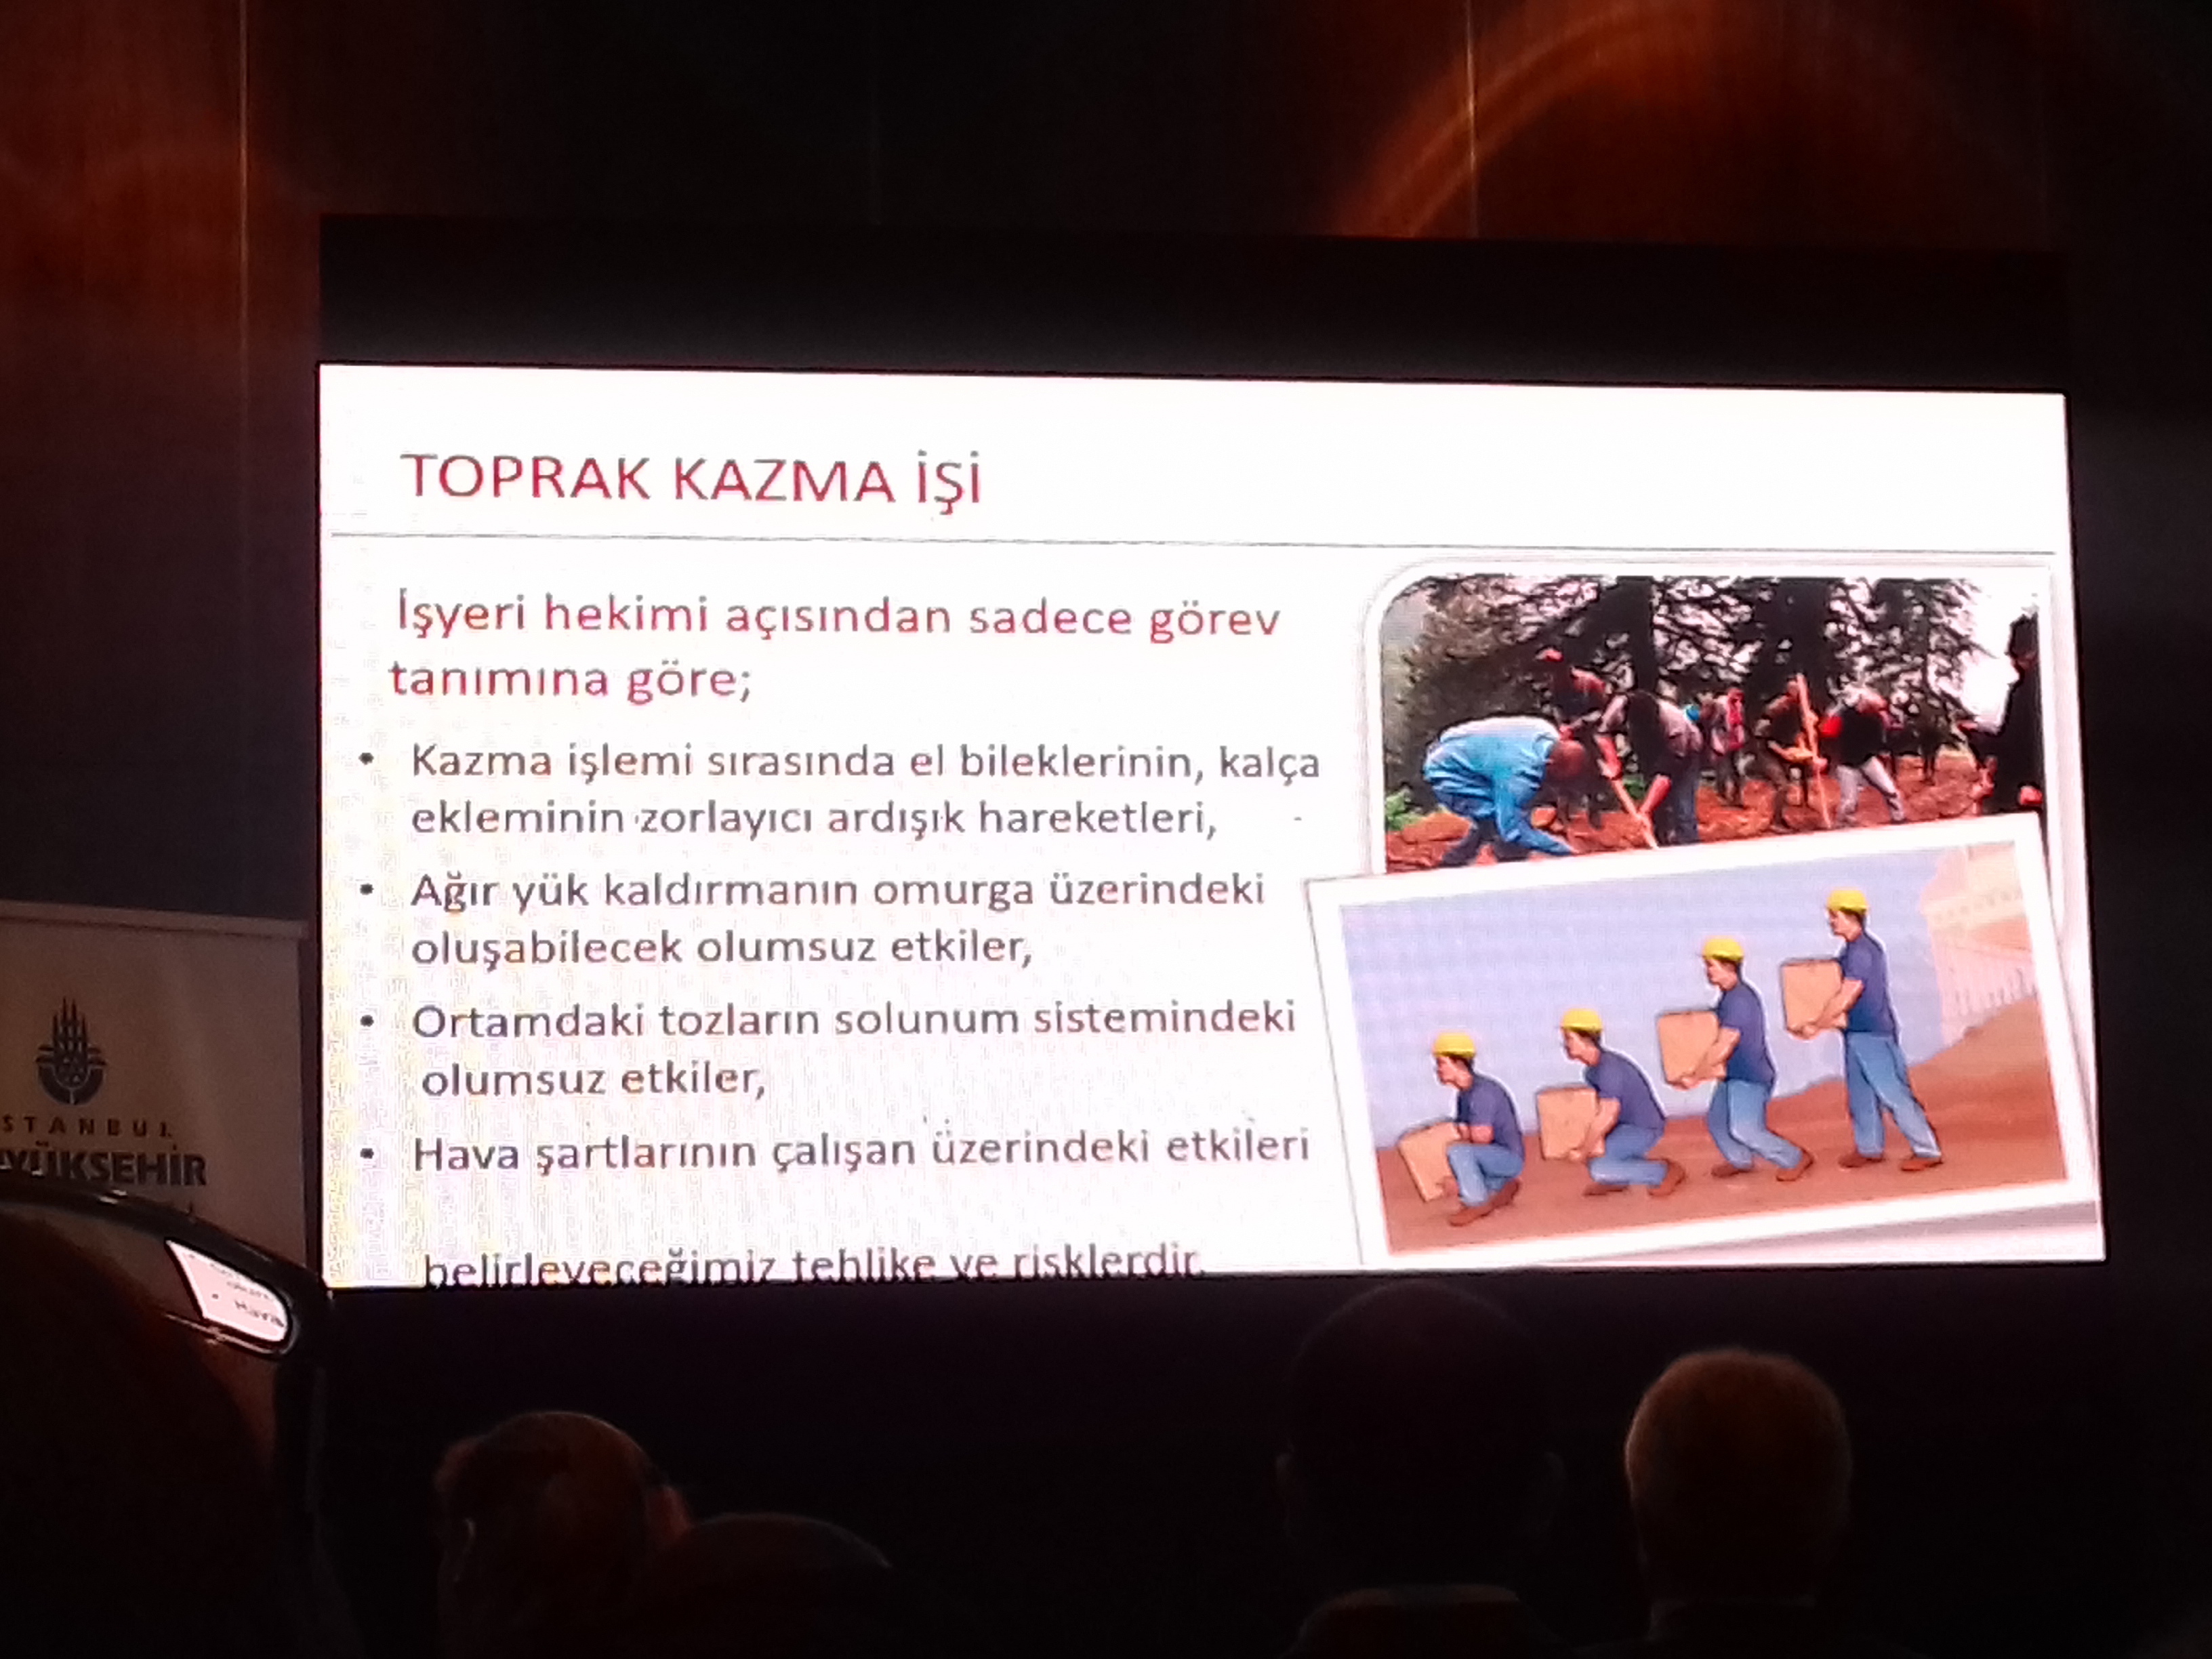 TOPRAK KAZMA İŞİ
İşyeri hekimi açısından sadece görev
tanımına göre;
• Kazma işlemi sırasında el bileklerinin, kalça
ekleminin zorlayıcı ardışık hareketleri,
• Ağır yük kaldırmanın omurga üzerindeki
oluşabilecek olumsuz etkiler,
• Ortamdaki tozların solunum sistemindeki
olumsuz etkiler,
• Hava şartlarının çalışan üzerindeki etkileri
belirleyeceğimiz tehlike ve risklerdir.
STANBUL
YÜKŞEHİR
• Hava